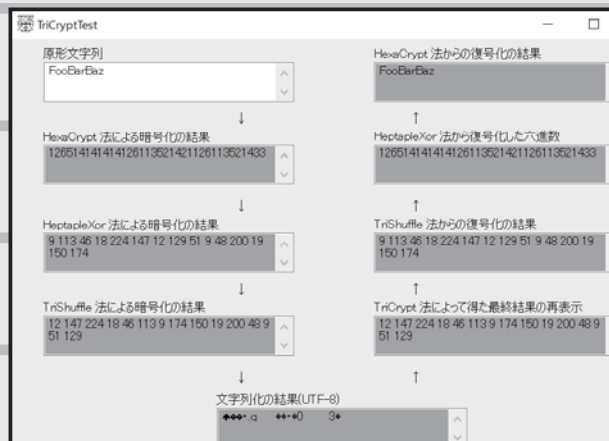 TriCryptTest
原形文字列
FooBarBaz
↓
HexaCrypt 法による暗号化の結果
126514141414126113521421126113521433
↓
HeptapleXor 法による暗号化の結果
9 113 46 18 224 147 12 129 51 9 48 200 19
150 174
↓
TriShuffle 法による暗号化の結果
12 147 224 18 46 113 9 174 150 19 200 48 9
51 129
↓
HexaCrypt 法からの復号化の結果
FooBarBaz
↑
HeptapleXor 法から復号化した六進数
126514141414126113521421126113521433
↑
TriShuffle 法からの復号化の結果
9 113 46 18 224 147 12 129 51 9 48 200 19
150 174
↑
TriCrypt 法によって得た最終結果の再表示
12 147 224 18 46 113 9 174 150 19 200 48 9
51 129
↑
文字列化の結果(UTF-8)